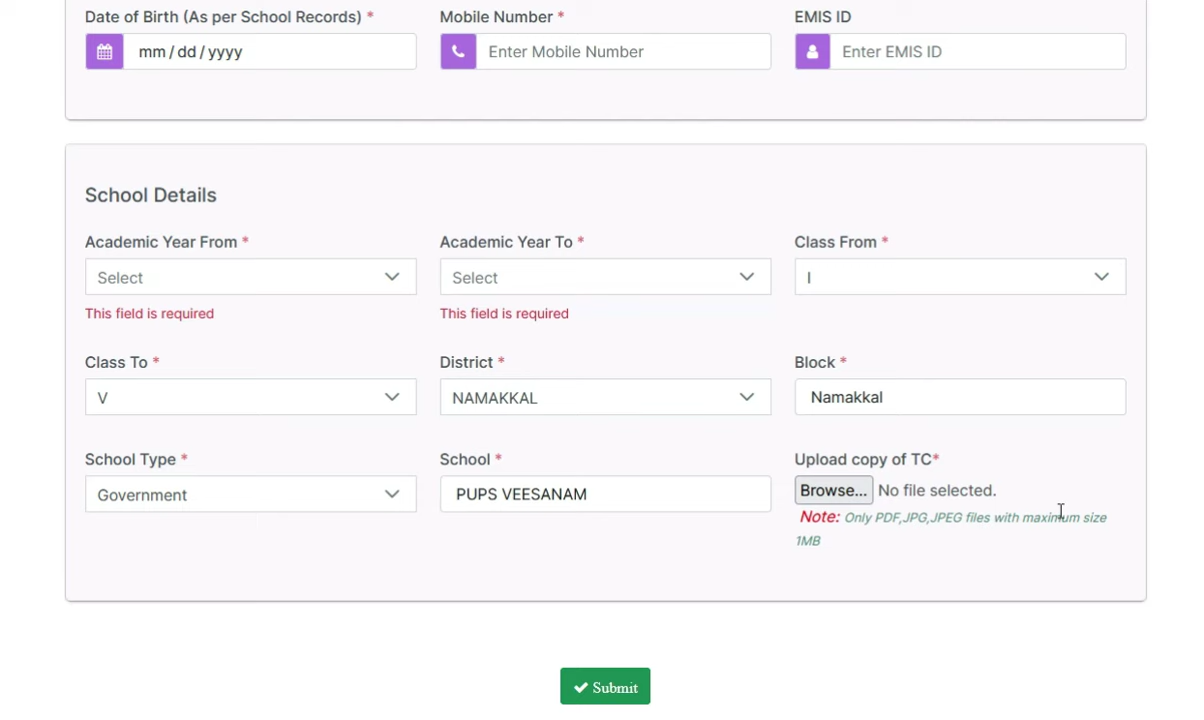 Date of Birth (As per School Records) * Mobile Number * EMIS ID
mm / dd / yyyy Enter Mobile Number Enter EMIS ID
School Details
Academic Year From * Academic Year To * Class From *
Select Select I
This field is required This field is required
Class To * District * Block *
V NAMAKKAL Namakkal
School Type * School * Upload copy of TC*
Government PUPS VEESANAM Browse... No file selected.
Note: Only PDF,JPG,JPEG files with maximum size
1MB
Submit